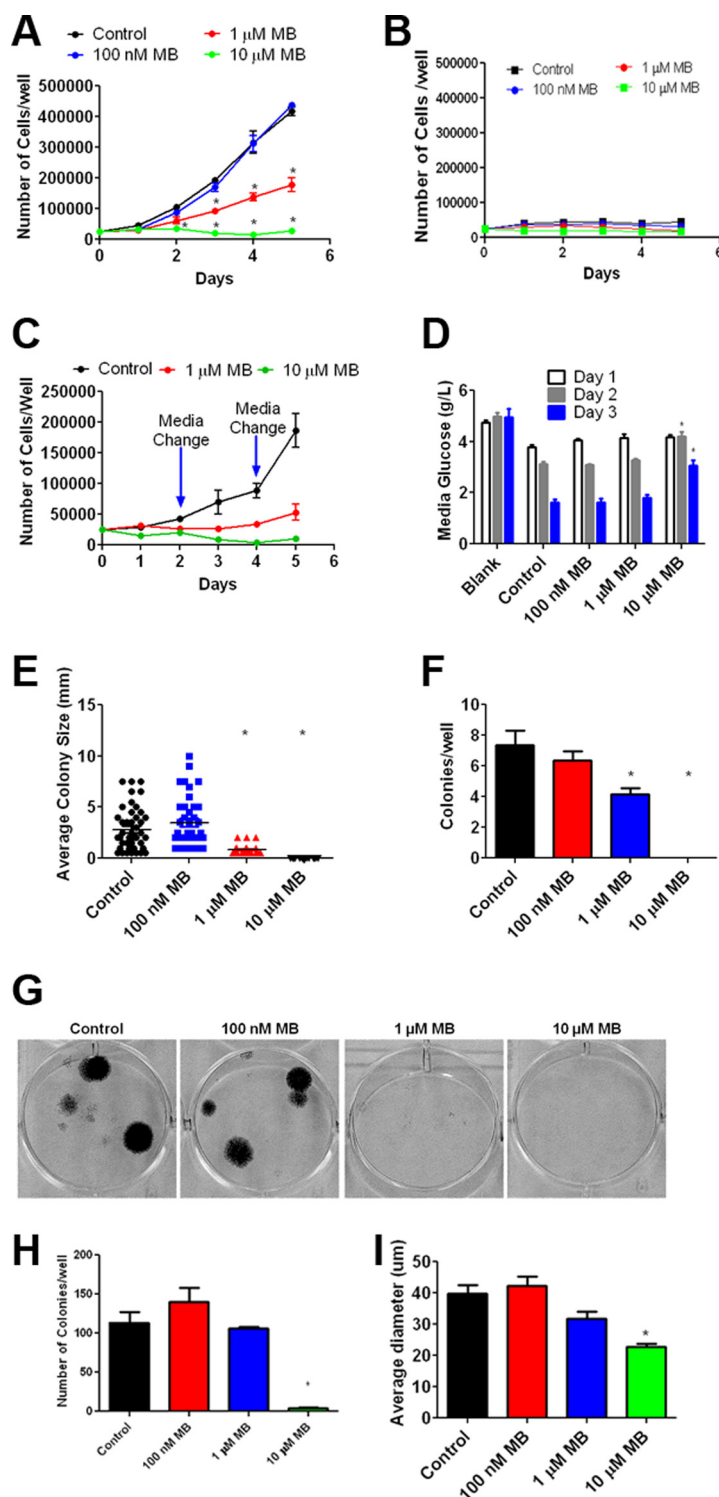 A
Control
1 µM MB
100 nM MB
10 µM MB
Number of Cells/well
500000
400000
300000
200000
100000
0
* * *
* * * *
0 2 4 6
Days
B
Control
1 µM MB
100 nM MB
10 µM MB
Number of Cells /well
500000
400000
300000
200000
100000
0
0 2 4 6
Days
C
Control 1 µM MB 10 µM MB
Number of Cells/Well
250000
200000
150000
100000
50000
0
Media
Change
Media
Change
0 1 2 3 4 5 6
Days
D
Day 1
Day 2
Day 3
Media Glucose (g/L)
6
4
2
0
*
*
Blank
Control
100 nM MB
1 µM MB
10 µM MB
E
Average Colony Size (mm)
15
10
5
0
* *
Control
100 nM MB
1 µM MB
10 µM MB
F
Colonies/well
8
6
4
2
0
* *
Control
100 nM MB
1 µM MB
10 µM MB
G
Control 100 nM MB 1 µM MB 10 µM MB
H
Number of Colonies/well
200
150
100
50
0
*
Control
100 nM MB
1 µM MB
10 µM MB
I
Average diameter (um)
50
40
30
20
10
0
*
Control
100 nM MB
1 µM MB
10 µM MB